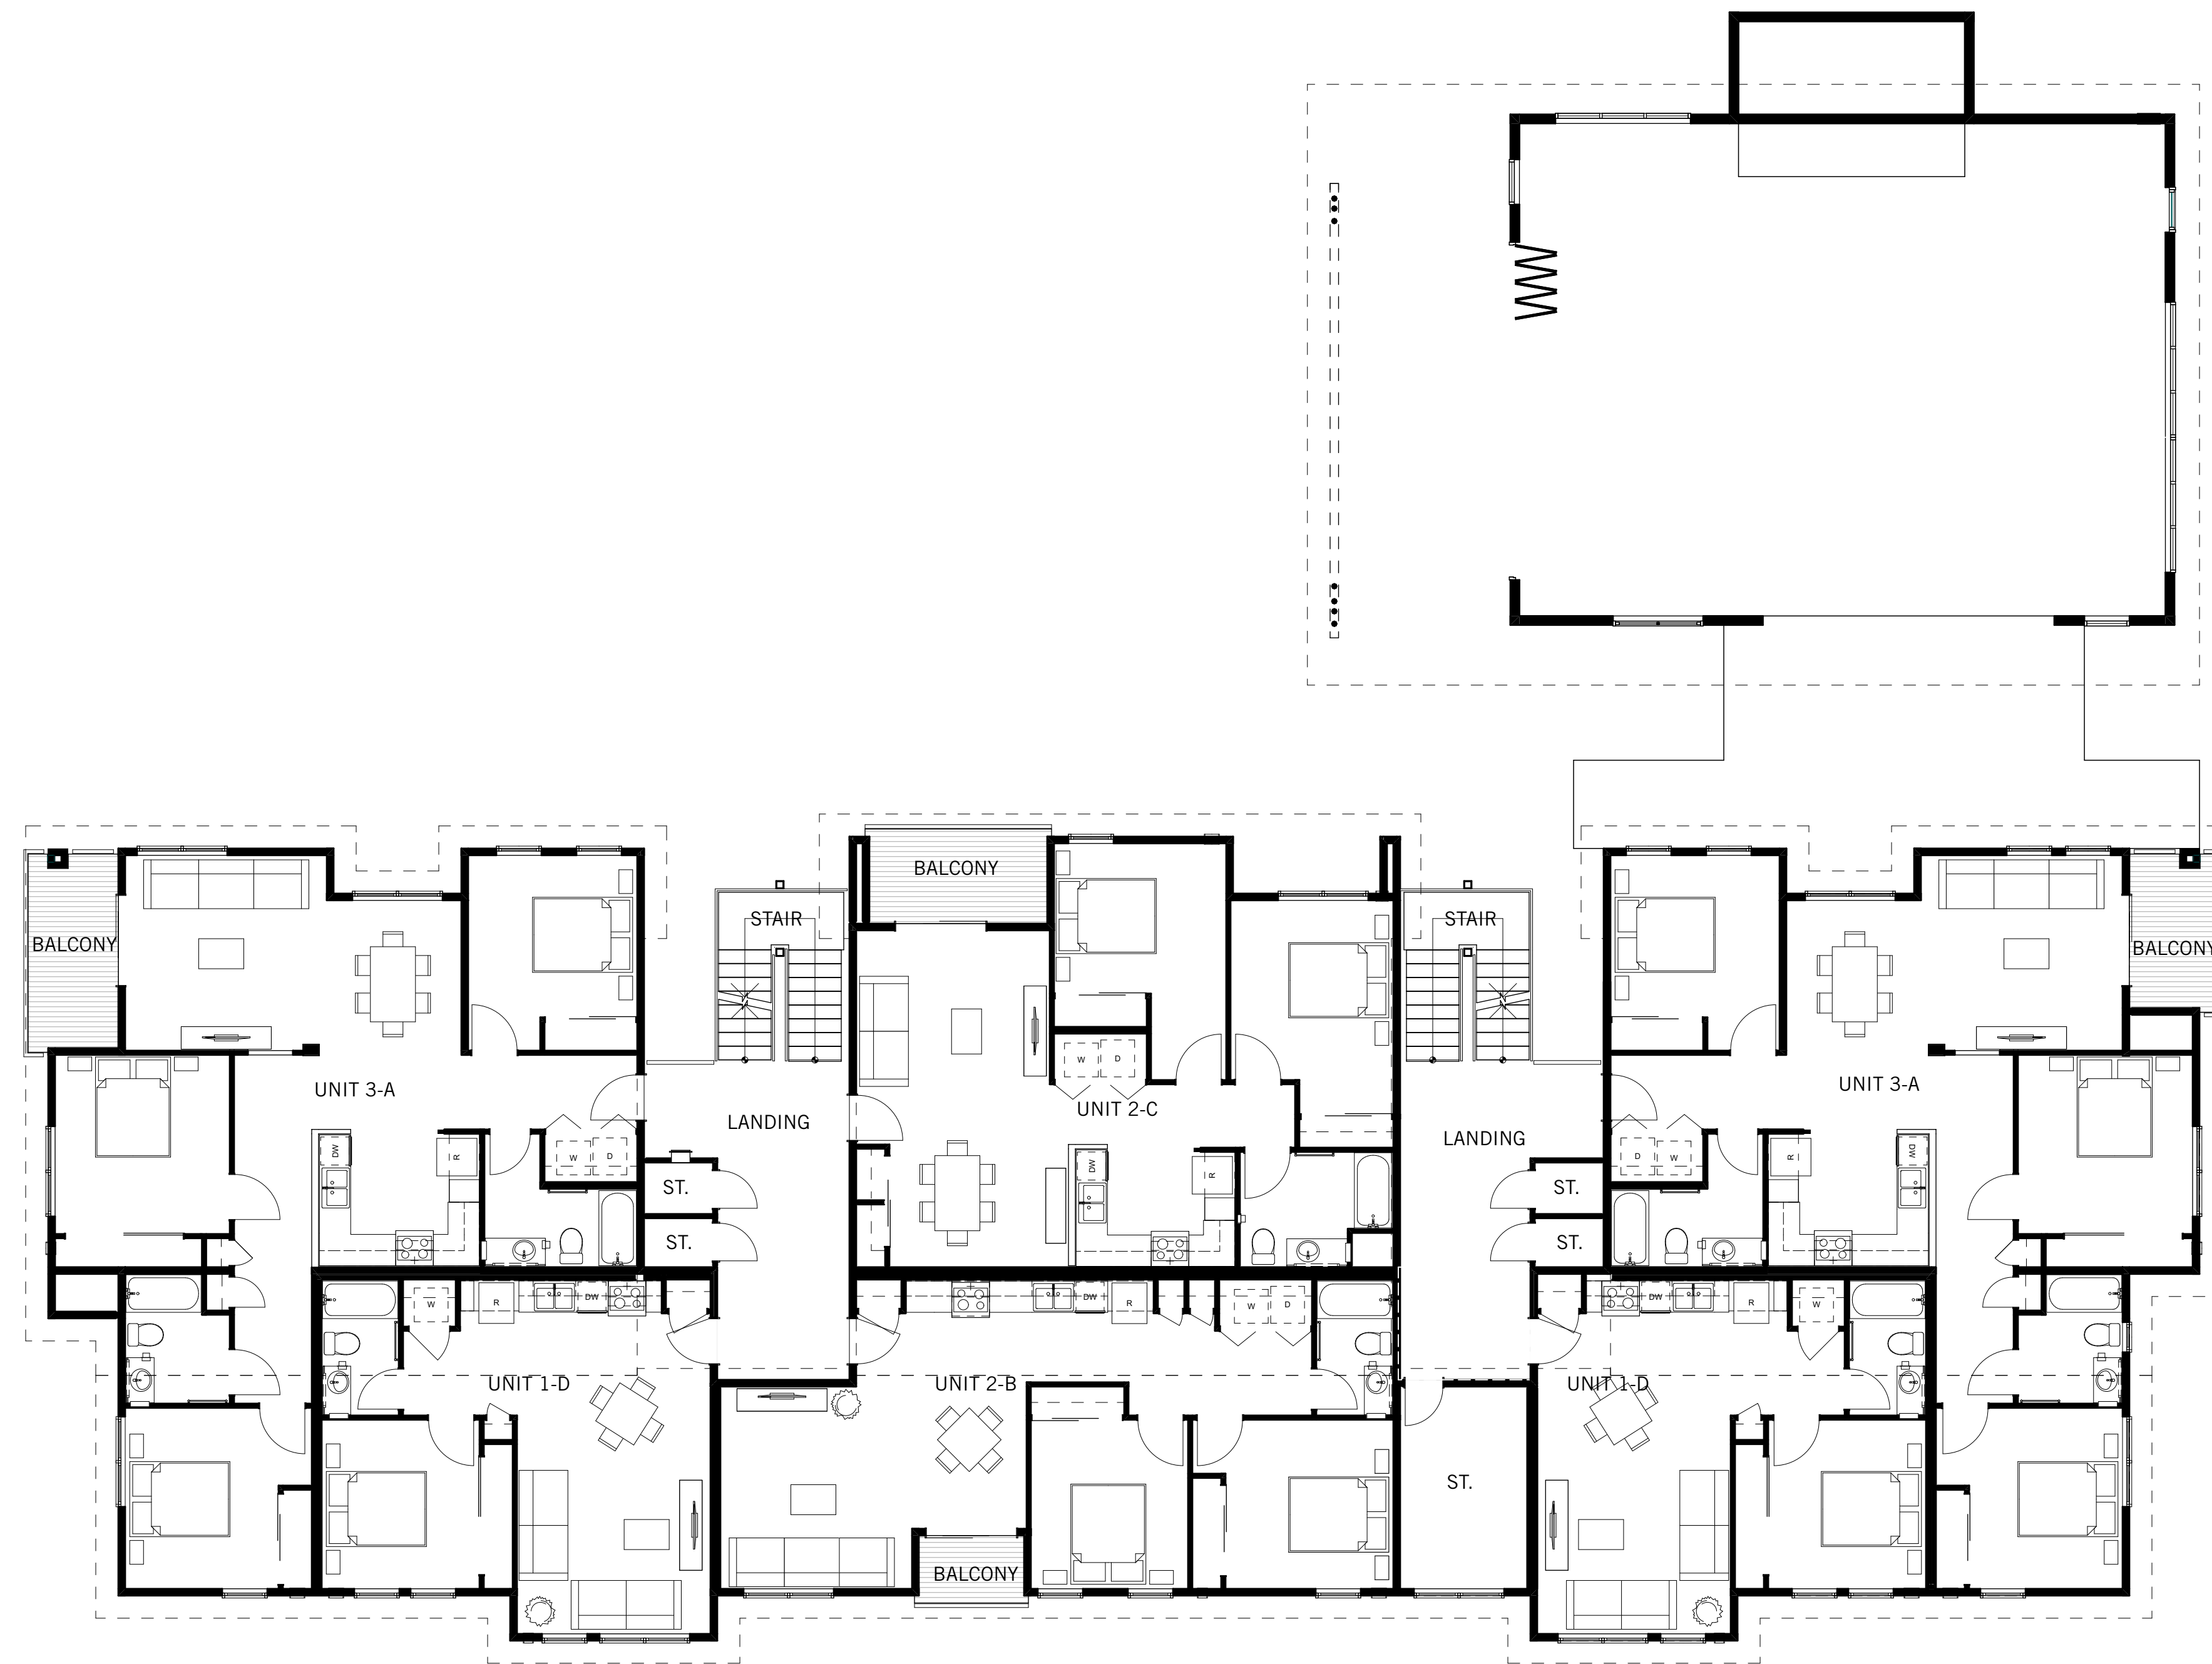 BALCONY
STAIR
STAIR
BALCONY
BALCONY
W
D
UNIT 3-A
UNIT 2-C
UNIT 3-A
LANDING
LANDING
DW
R
W
D
DW
R
D
W
R
DW
ST.
ST.
ST.
ST.
W
R
DW
DW
R
W
D
DW
R
W
UNIT 1-D
UNIT 2-B
UNIT 1-D
ST.
BALCONY